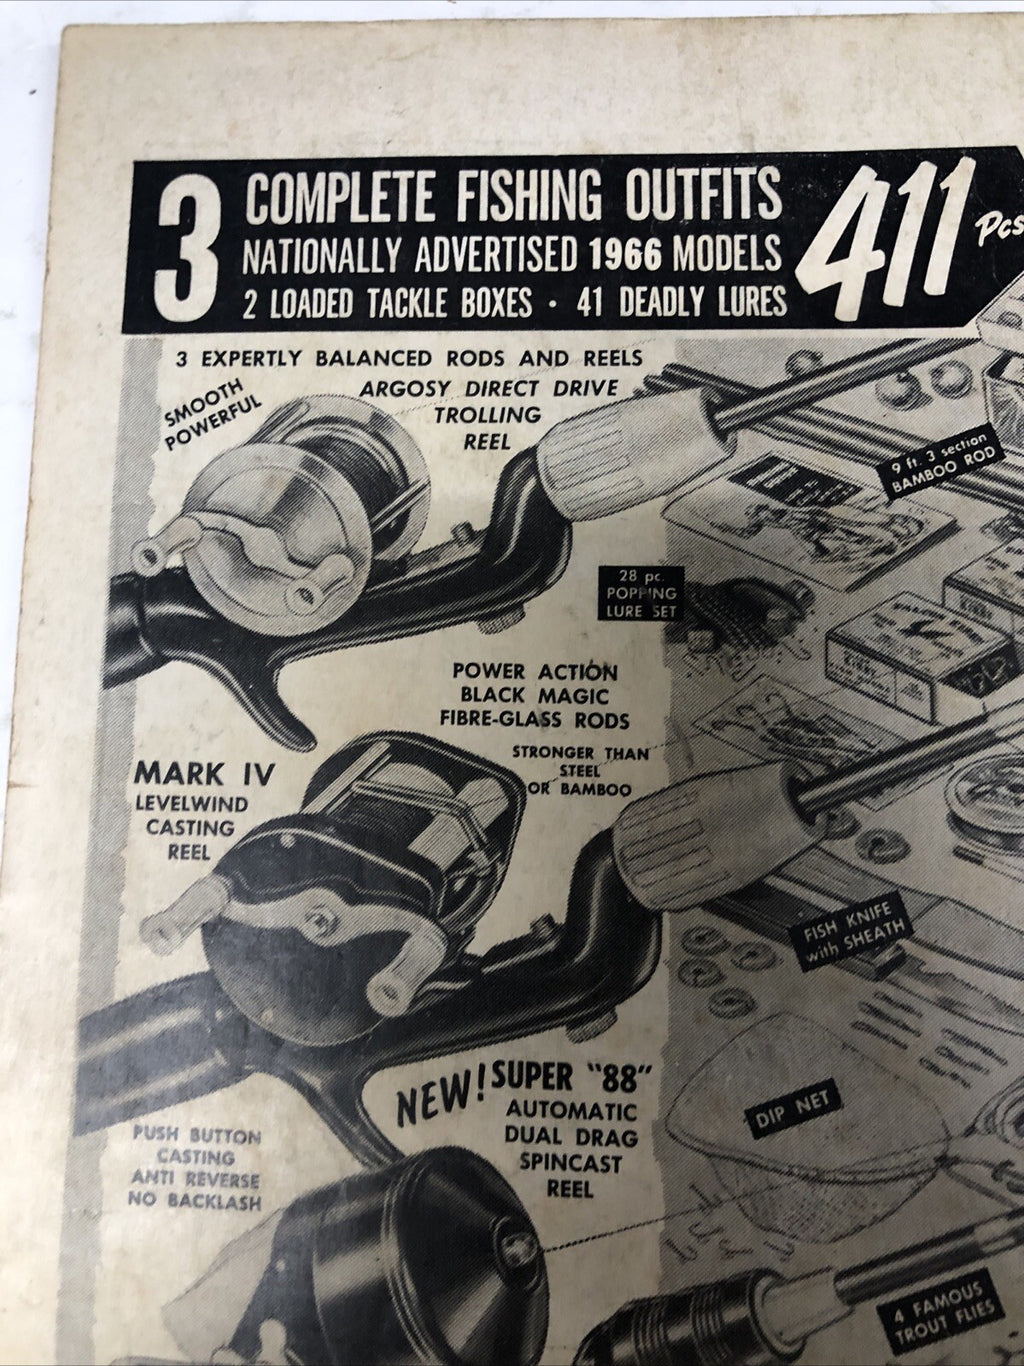 3 COMPLETE FISHING OUTFITS
NATIONALLY ADVERTISED 1966 MODELS
2 LOADED TACKLE BOXES · 41 DEADLY LURES
411 Pcs
3 EXPERTLY BALANCED RODS AND REELS
SMOOTH
POWERFUL
ARGOSY DIRECT DRIVE
TROLLING
REEL
9 ft. 3 section
BAMBOO ROD
28 pc.
POPPING
LURE SET
POWER ACTION
BLACK MAGIC
FIBRE-GLASS RODS
STRONGER THAN
STEEL
OR BAMBOO
MARK IV
LEVELWIND
CASTING
REEL
FISH KNIFE
with SHEATH
NEW! SUPER "88"
AUTOMATIC
DUAL DRAG
SPINCAST
REEL
DIP NET
PUSH BUTTON
CASTING
ANTI REVERSE
NO BACKLASH
4 FAMOUS
TROUT FLIES